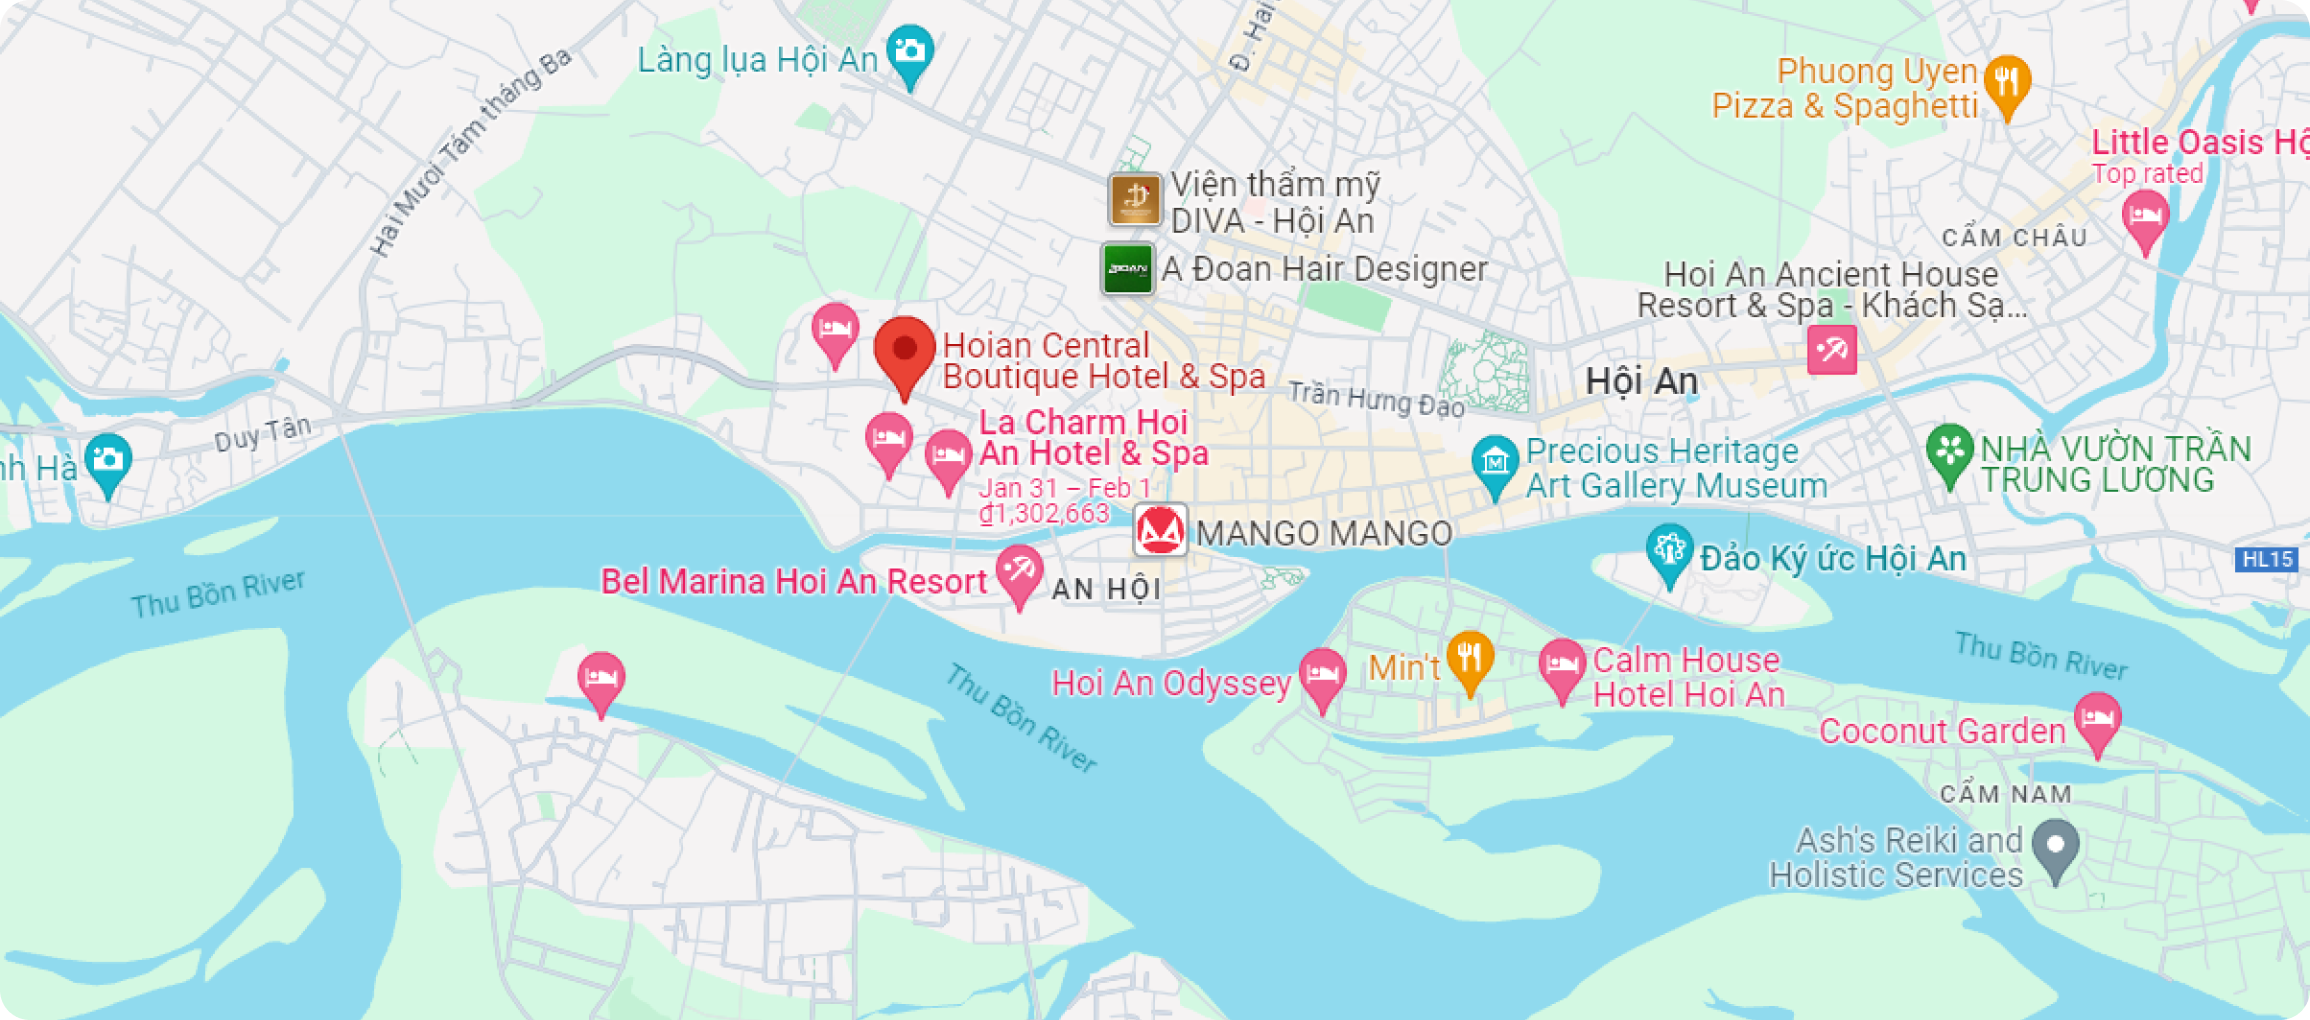 Làng lụa Hội An
Đ. Hai
Hai Mươi Tám tháng Ba
Phuong Uyen
Pizza & Spaghetti
Little Oasis Hộ
Top rated
Viện thẩm mỹ
DIVA - Hội An
A Đoan Hair Designer
CẨM CHÂU
Hoi An Ancient House
Resort & Spa - Khách Sạ...
Hoian Central
Boutique Hotel & Spa
Trần Hưng Đạo
Hội An
La Charm Hoi
An Hotel & Spa
Jan 31 – Feb 1
₫1,302,663
Duy Tân
nh Hà
Precious Heritage
Art Gallery Museum
NHÀ VƯỜN TRẦN
TRUNG LƯƠNG
MANGO MANGO
Đảo Ký ức Hội An
HL15
Bel Marina Hoi An Resort
AN HỘI
Thu Bồn River
Thu Bồn River
Thu Bồn River
Hoi An Odyssey
Min't
Calm House
Hotel Hoi An
Coconut Garden
CẨM NAM
Ash's Reiki and
Holistic Services